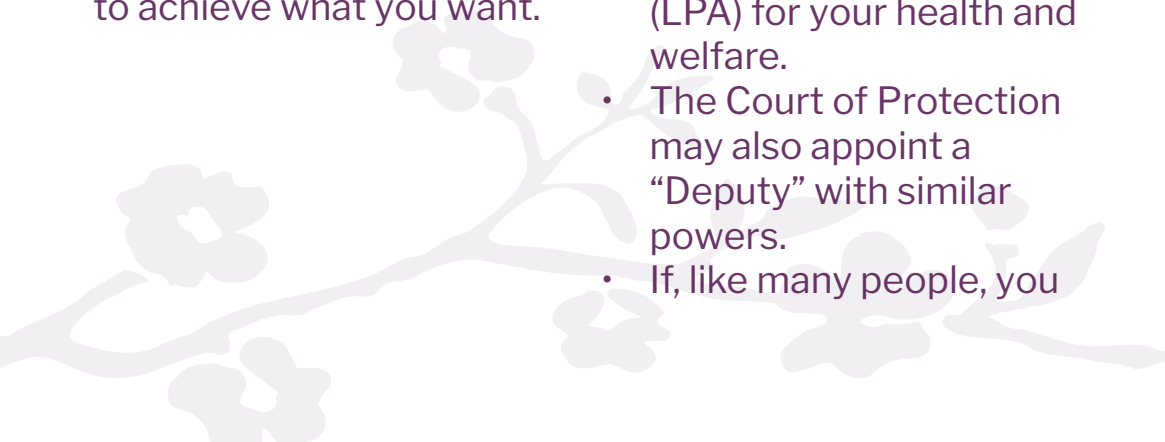 to achieve what you want.
(LPA) for your health and
welfare.
• The Court of Protection
may also appoint a
“Deputy” with similar
powers.
• If, like many people, you